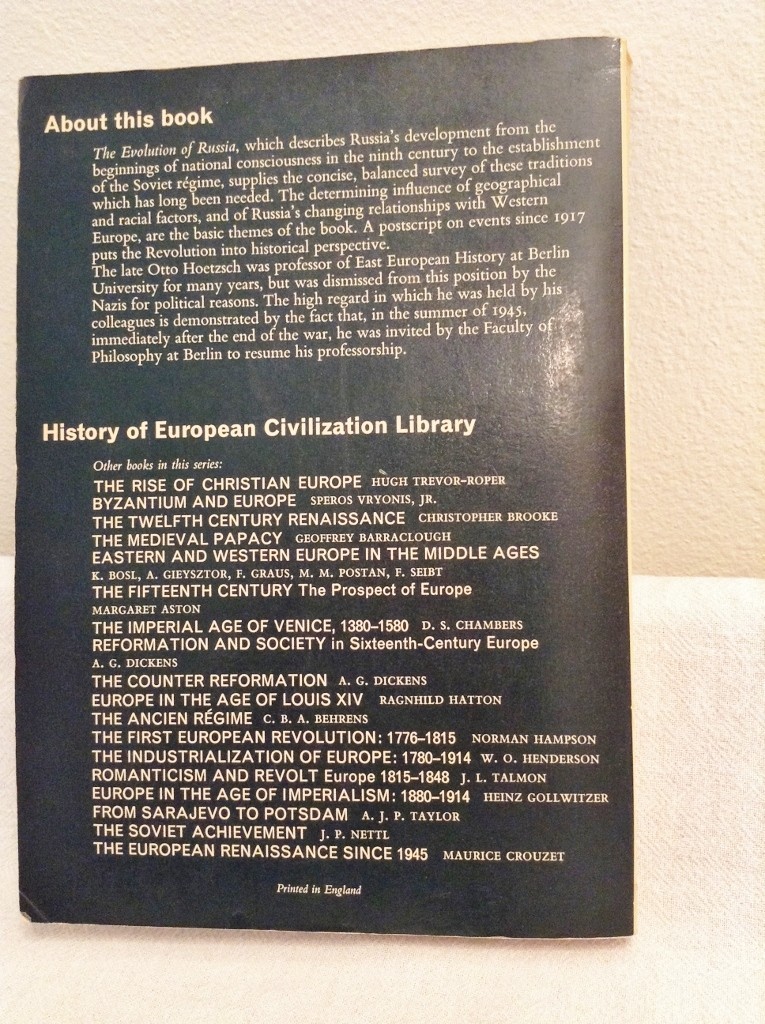 About this book
The Evolution of Russia, which describes Russia's development from the
beginnings of national consciousness in the ninth century to the establishment
of the Soviet régime, supplies the concise, balanced survey of these traditions
which has long been needed. The determining influence of geographical
and racial factors, and of Russia's changing relationships with Western
Europe, are the basic themes of the book. A postscript on events since 1917
puts the Revolution into historical perspective.
The late Otto Hoetzsch was professor of East European History at Berlin
University for many years, but was dismissed from this position by the
Nazis for political reasons. The high regard in which he was held by his
colleagues is demonstrated by the fact that, in the summer of 1945,
immediately after the end of the war, he was invited by the Faculty of
Philosophy at Berlin to resume his professorship.
History of European Civilization Library
Other books in this series:
THE RISE OF CHRISTIAN EUROPE HUGH TREVOR-ROPER
BYZANTIUM AND EUROPE SPEROS VRYONIS, JR.
THE TWELFTH CENTURY RENAISSANCE CHRISTOPHER BROOKE
THE MEDIEVAL PAPACY GEOFFREY BARRACLOUGH
EASTERN AND WESTERN EUROPE IN THE MIDDLE AGES
K. BOSL, A. GIEYSZTOR, F. GRAUS, M. M. POSTAN, F. SEIBT
THE FIFTEENTH CENTURY The Prospect of Europe
MARGARET ASTON
THE IMPERIAL AGE OF VENICE, 1380–1580 D. S. CHAMBERS
REFORMATION AND SOCIETY in Sixteenth-Century Europe
A. G. DICKENS
THE COUNTER REFORMATION A. G. DICKENS
EUROPE IN THE AGE OF LOUIS XIV RAGNHILD HATTON
THE ANCIEN RÉGIME C. B. A. BEHRENS
THE FIRST EUROPEAN REVOLUTION: 1776–1815 NORMAN HAMPSON
THE INDUSTRIALIZATION OF EUROPE: 1780–1914 W. O. HENDERSON
ROMANTICISM AND REVOLT Europe 1815–1848 J. L. TALMON
EUROPE IN THE AGE OF IMPERIALISM: 1880–1914 HEINZ GOLLWITZER
FROM SARAJEVO TO POTSDAM A. J. P. TAYLOR
THE SOVIET ACHIEVEMENT J. P. NETTL
THE EUROPEAN RENAISSANCE SINCE 1945 MAURICE CROUZET
Printed in England